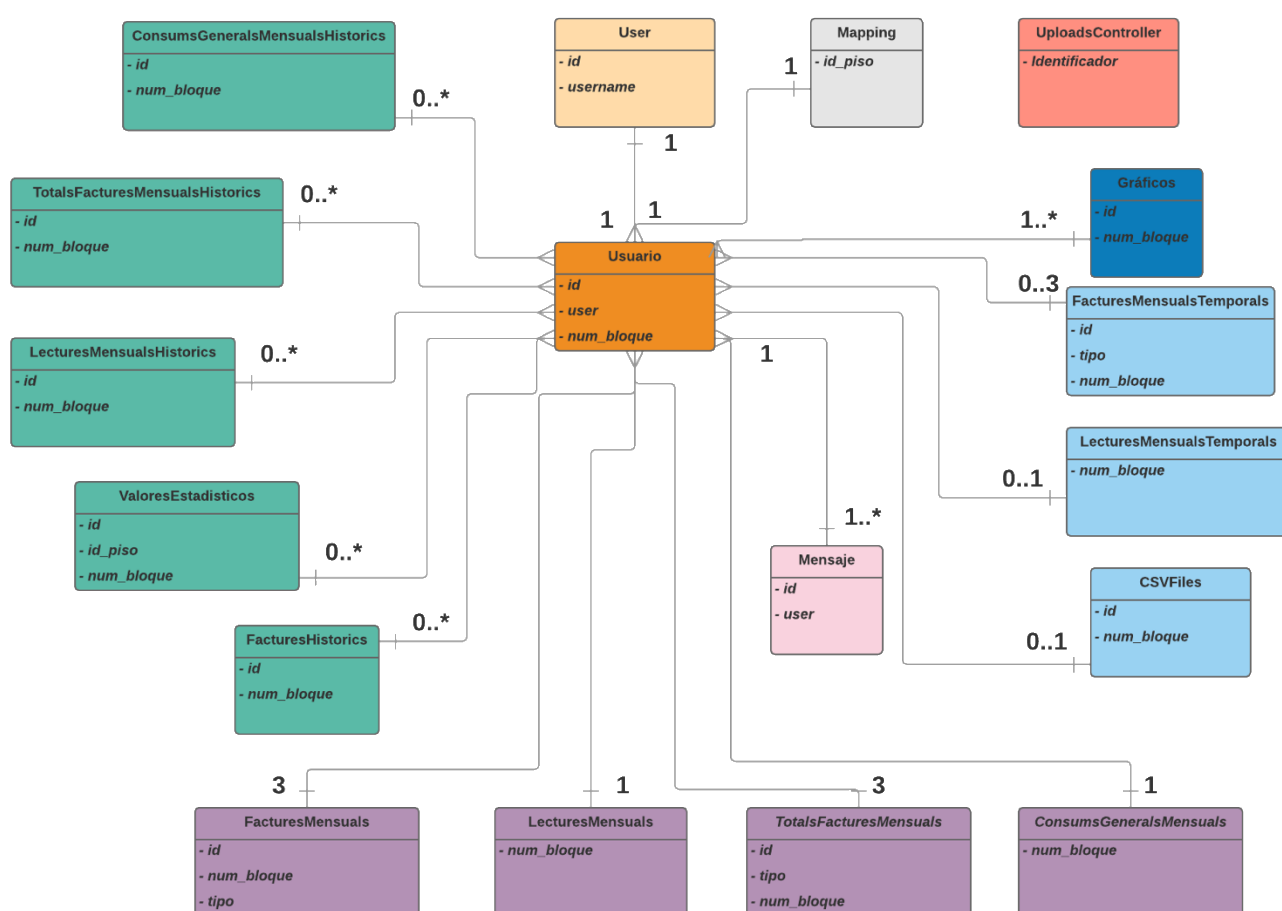 ConsumsGeneralsMensualsHistorics
- id
- num_bloque
0..*
User
- id
- username
1
Mapping
- id_piso
1
UploadsController
- Identificador
TotalsFacturesMensualsHistorics
- id
- num_bloque
0..*
1
1
Gráficos
- id
- num_bloque
1..*
Usuario
- id
- user
- num_bloque
0..3
FacturesMensualsTemporals
- id
- tipo
- num_bloque
LecturesMensualsHistorics
- id
- num_bloque
0..*
1
LecturesMensualsTemporals
- num_bloque
0..1
ValoresEstadisticos
- id
- id_piso
- num_bloque
0..*
1..*
Mensaje
- id
- user
CSVFiles
- id
- num_bloque
0..1
FacturesHistorics
- id
- num_bloque
0..*
3
FacturesMensuals
- id
- num_bloque
- tipo
1
LecturesMensuals
- num_bloque
3
TotalsFacturesMensuals
- id
- tipo
- num_bloque
1
ConsumsGeneralsMensuals
- num_bloque